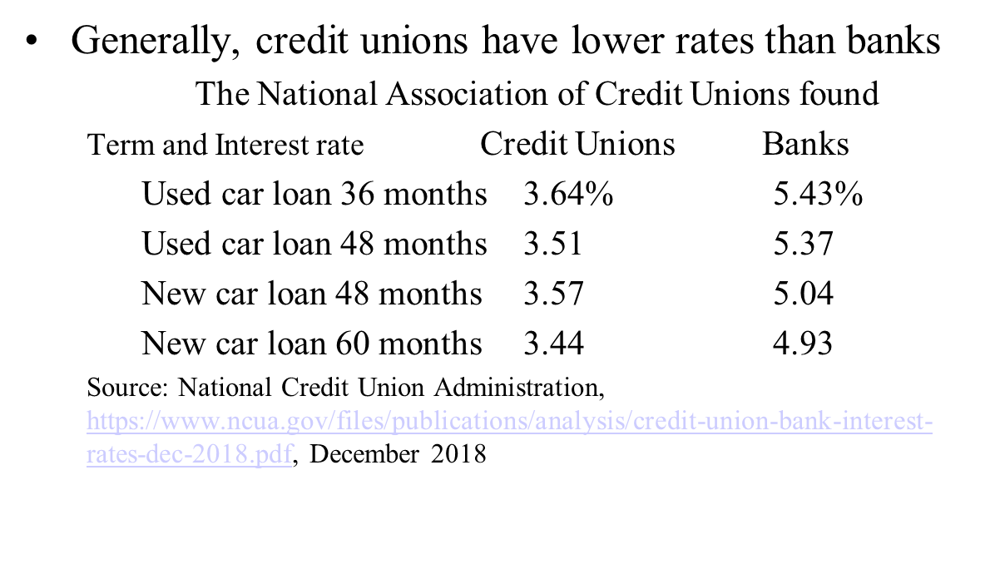 • Generally, credit unions have lower rates than banks
The National Association of Credit Unions found
Term and Interest rate Credit Unions Banks
Used car loan 36 months 3.64% 5.43%
Used car loan 48 months 3.51 5.37
New car loan 48 months 3.57 5.04
New car loan 60 months 3.44 4.93
Source: National Credit Union Administration,
https://www.ncua.gov/files/publications/analysis/credit-union-bank-interest-
rates-dec-2018.pdf, December 2018